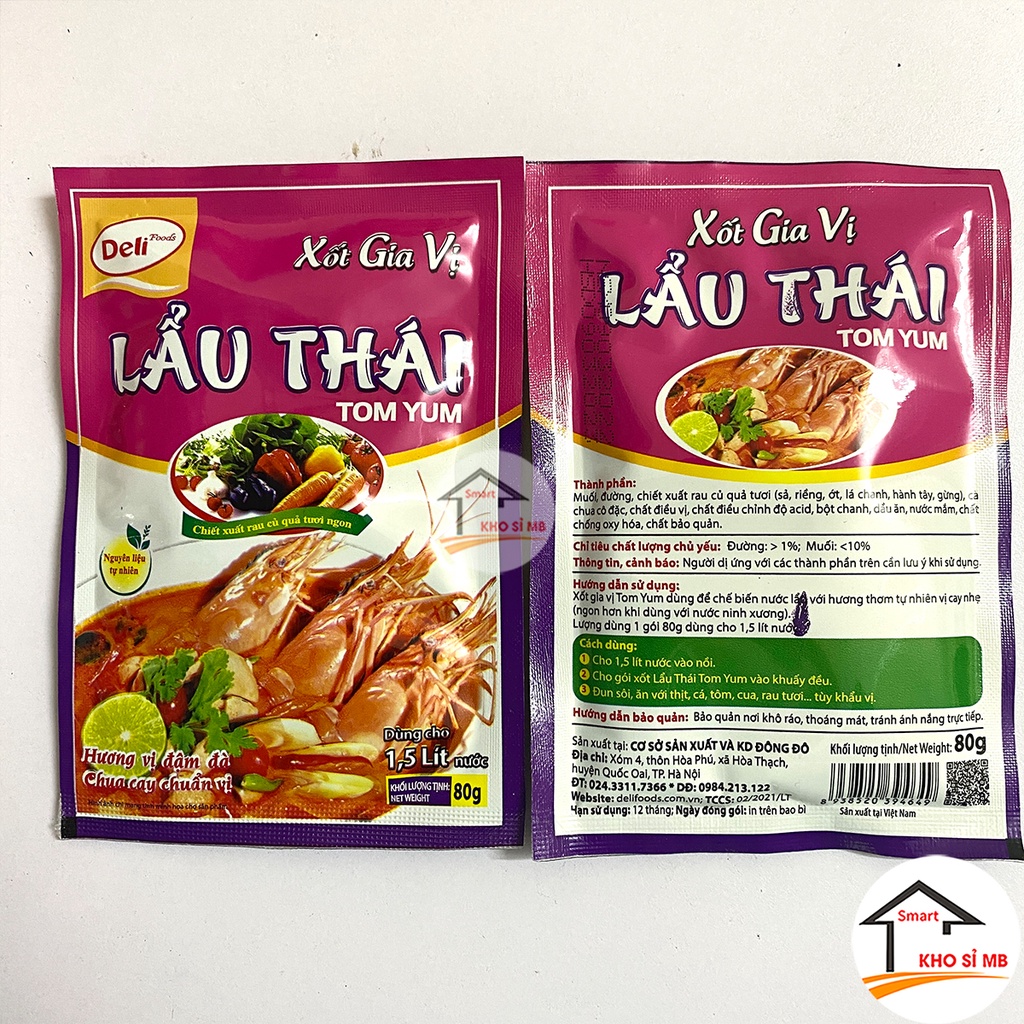 Deli Foods
Xốt Gia Vị
LẨU THÁI
TOM YUM
Chiết xuất rau củ quả tươi ngon
Nguyên liệu
tự nhiên
Hương vị đậm đà
Chua cay chuẩn vị
Dùng cho
1,5 Lít nước
KHỐI LƯỢNG TỊNH:
NET WEIGHT
80g
Smart
KHO SỈ MB
Xốt Gia Vị
LẨU THÁI
TOM YUM
Thành phần:
Muối, đường, chiết xuất rau củ quả tươi (sả, riềng, ớt, lá chanh, hành tây, gừng), cà
chua cô đặc, chất điều vị, chất điều chỉnh độ acid, bột chanh, dầu ăn, nước mắm, chất
chống oxy hóa, chất bảo quản.
Chỉ tiêu chất lượng chủ yếu: Đường: > 1%; Muối: <10%
Thông tin, cảnh báo: Người dị ứng với các thành phần trên cần lưu ý khi sử dụng.
Hướng dẫn sử dụng:
Xốt gia vị Tom Yum dùng để chế biến nước lẩu với hương thơm tự nhiên vị cay nhẹ
(ngon hơn khi dùng với nước ninh xương).
Lượng dùng 1 gói 80g dùng cho 1,5 lít nước
Cách dùng:
1 Cho 1,5 lít nước vào nồi.
2 Cho gói xốt Lẩu Thái Tom Yum vào khuấy đều.
3 Đun sôi, ăn với thịt, cá, tôm, cua, rau tươi... tùy khẩu vị.
Hướng dẫn bảo quản: Bảo quản nơi khô ráo, thoáng mát, tránh ánh nắng trực tiếp.
Sản xuất tại: CƠ SỞ SẢN XUẤT VÀ KD ĐÔNG ĐÔ
Địa chỉ: Xóm 4, thôn Hòa Phú, xã Hòa Thạch,
huyện Quốc Oai, TP. Hà Nội
ĐT: 024.3311.7366 * DĐ: 0984.213.122
Website: delifoods.com.vn; TCCS: 02/2021/LT
Hạn sử dụng: 12 tháng; Ngày đóng gói: in trên bao bì
Khối lượng tịnh/Net Weight: 80g
8 938520 394649
Sản xuất tại Việt Nam
Smart
KHO SỈ MB